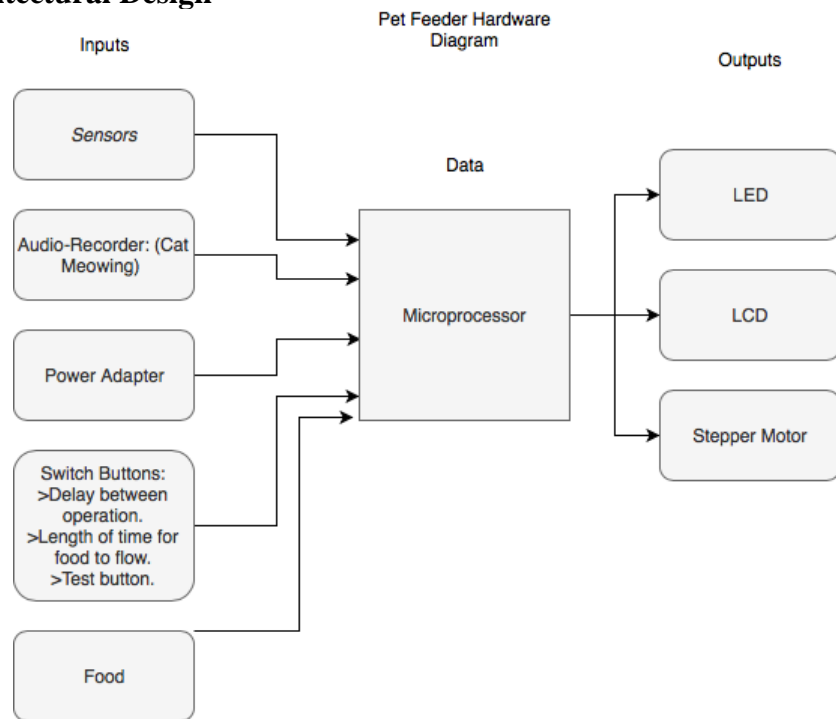 itectural Design
Pet Feeder Hardware
Diagram
Inputs
Outputs
Sensors
Data
LED
Audio-Recorder: (Cat
Meowing)
Microprocessor
LCD
Power Adapter
Stepper Motor
Switch Buttons:
>Delay between
operation.
>Length of time for
food to flow.
>Test button.
Food